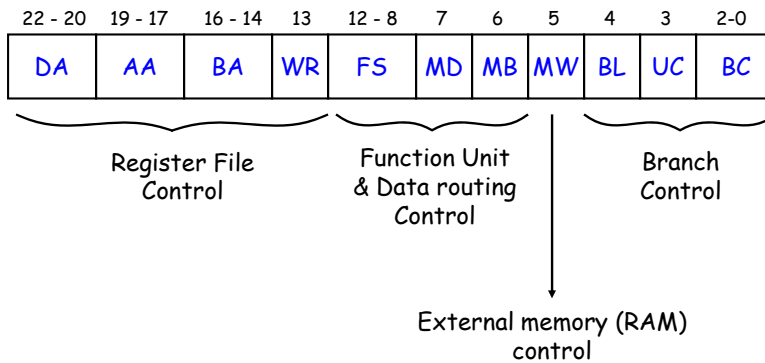 22 - 20 19 - 17 16 - 14 13 12 - 8 7 6 5 4 3 2-0
DA AA BA WR FS MD MB MW BL UC BC
Register File
Control
Function Unit
& Data routing
Control
Branch
Control
External memory (RAM)
control